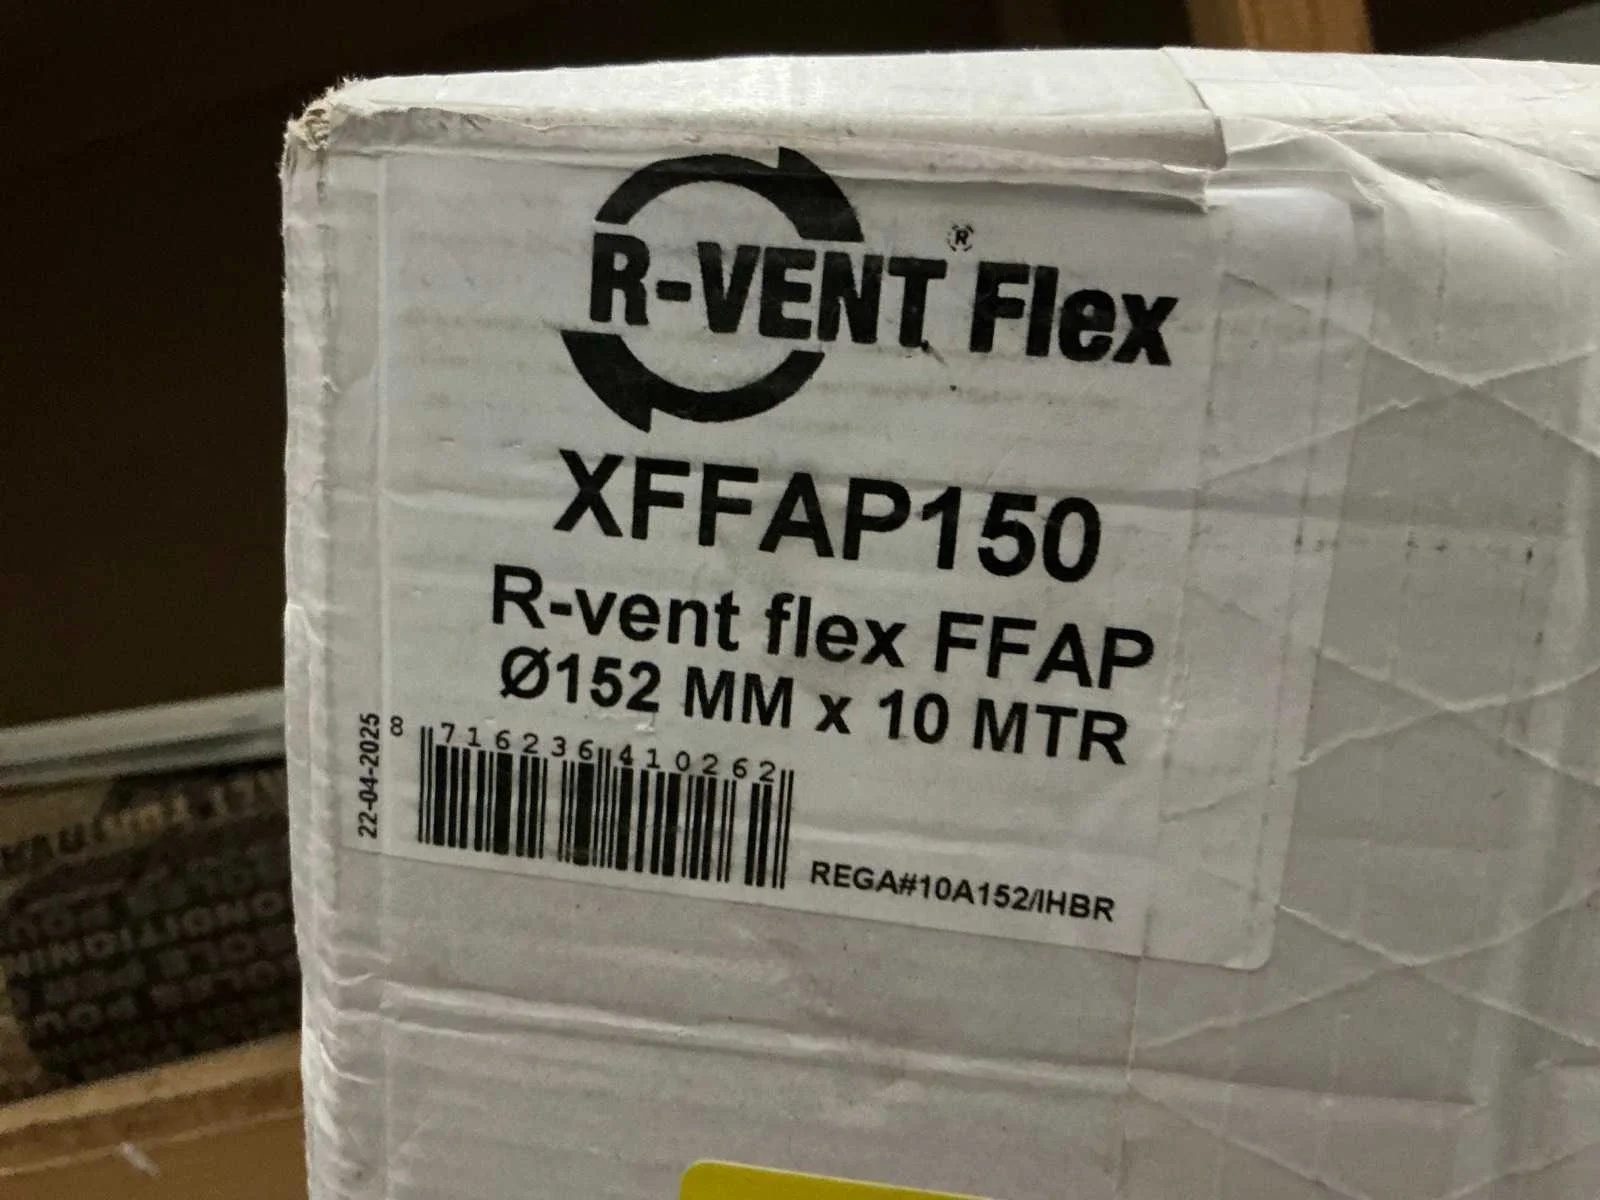 R-VENT® Flex
XFFAP150
R-vent flex FFAP
Ø152 MM x 10 MTR
22-04-2025
8 716236 410262
REGA#10A152/IHBR